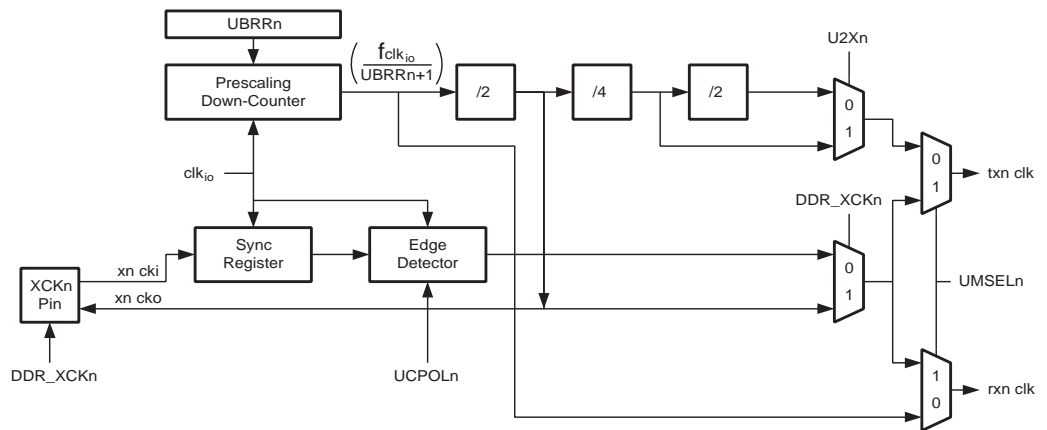 UBRRn
U2Xn
fclkio
UBRRn+1
Prescaling
Down-Counter
/2
/4
/2
0
1
0
1
clkio
txn clk
DDR_XCKn
Sync
Register
Edge
Detector
xn cki
0
1
XCKn
Pin
xn cko
UMSELn
DDR_XCKn
UCPOLn
1
0
rxn clk